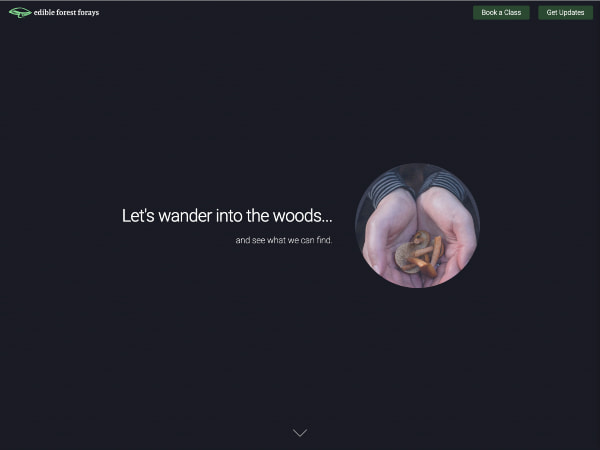 edible forest forays
Book a Class
Get Updates
Let's wander into the woods...
and see what we can find.